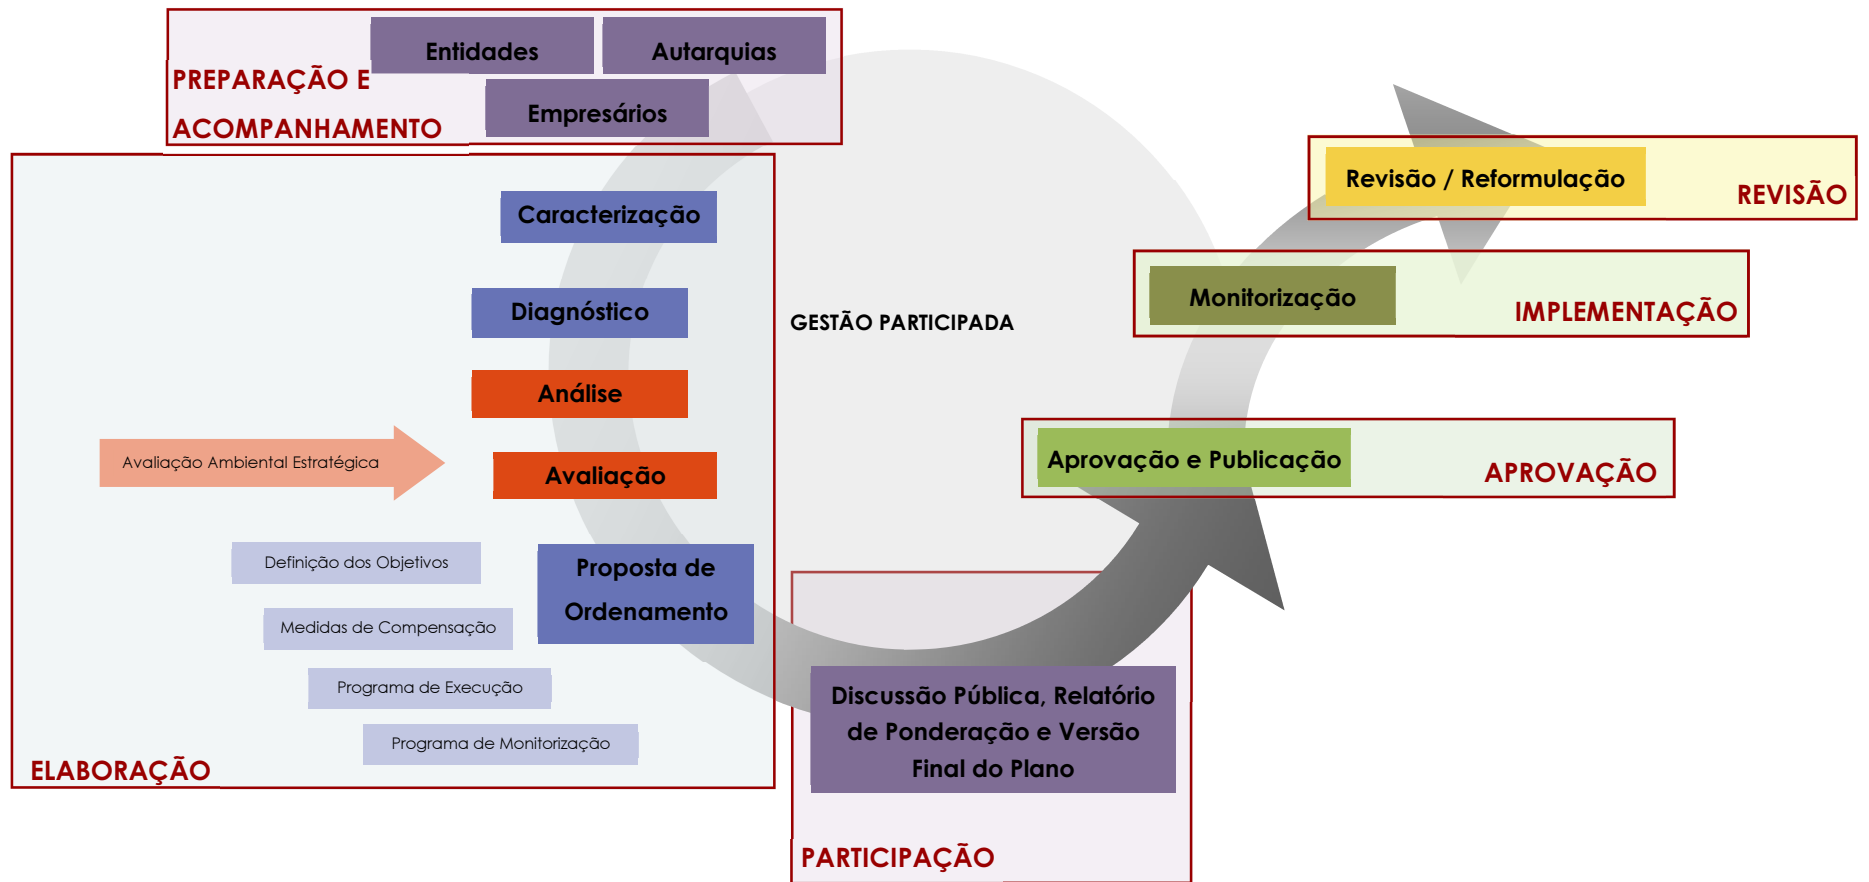 Entidades
Autarquias
PREPARAÇÃO E
Empresários
ACOMPANHAMENTO
Caracterização
Diagnóstico
Análise
Avaliação Ambiental Estratégica
Avaliação
Definição dos Objetivos
Proposta de
Ordenamento
Medidas de Compensação
Programa de Execução
Programa de Monitorização
ELABORAÇÃO
GESTÃO PARTICIPADA
Discussão Pública, Relatório
de Ponderação e Versão
Final do Plano
PARTICIPAÇÃO
Aprovação e Publicação
APROVAÇÃO
Monitorização
IMPLEMENTAÇÃO
Revisão / Reformulação
REVISÃO